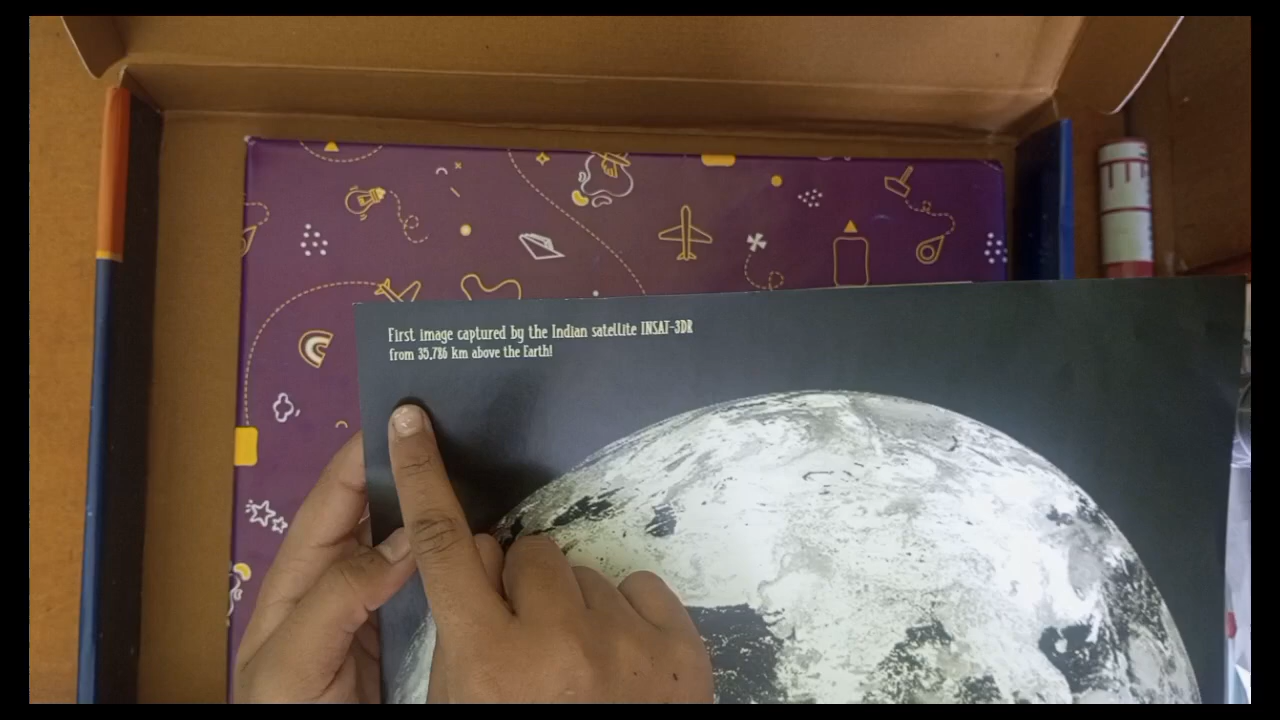 First image captured by the Indian satellite INSAT-3DR
from 35,786 km above the Earth!